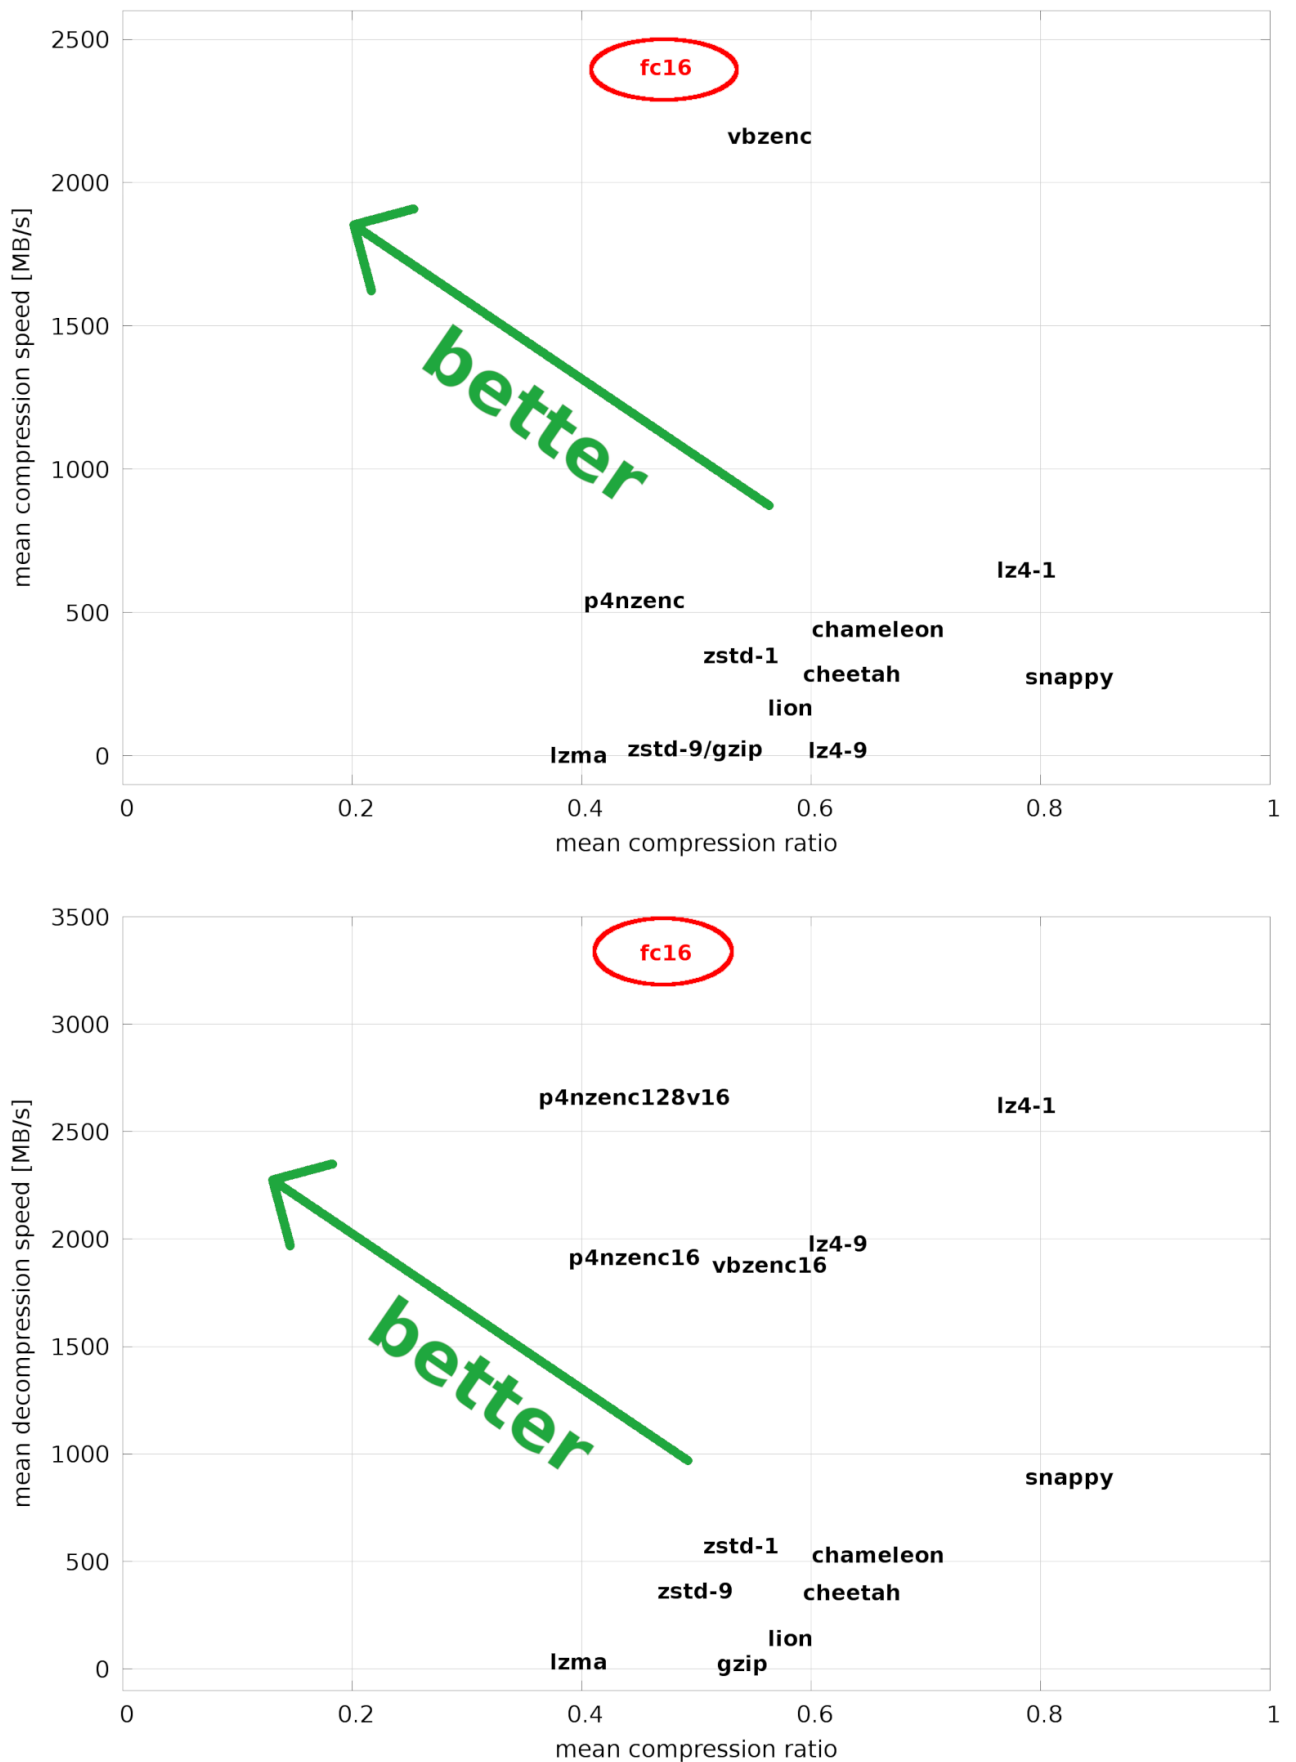 2500
fc16
vbzenc
2000
mean compression speed [MB/s]
1500
better
1000
lz4-1
p4nzenc
500
chameleon
zstd-1
cheetah
snappy
lion
zstd-9/gzip
lz4-9
lzma
0
0 0.2 0.4 0.6 0.8 1
mean compression ratio
3500
fc16
3000
p4nzenc128v16
lz4-1
2500
mean decompression speed [MB/s]
2000
lz4-9
p4nzenc16
vbzenc16
1500
better
1000
snappy
zstd-1
chameleon
500
zstd-9
cheetah
lion
lzma
gzip
0
0 0.2 0.4 0.6 0.8 1
mean compression ratio